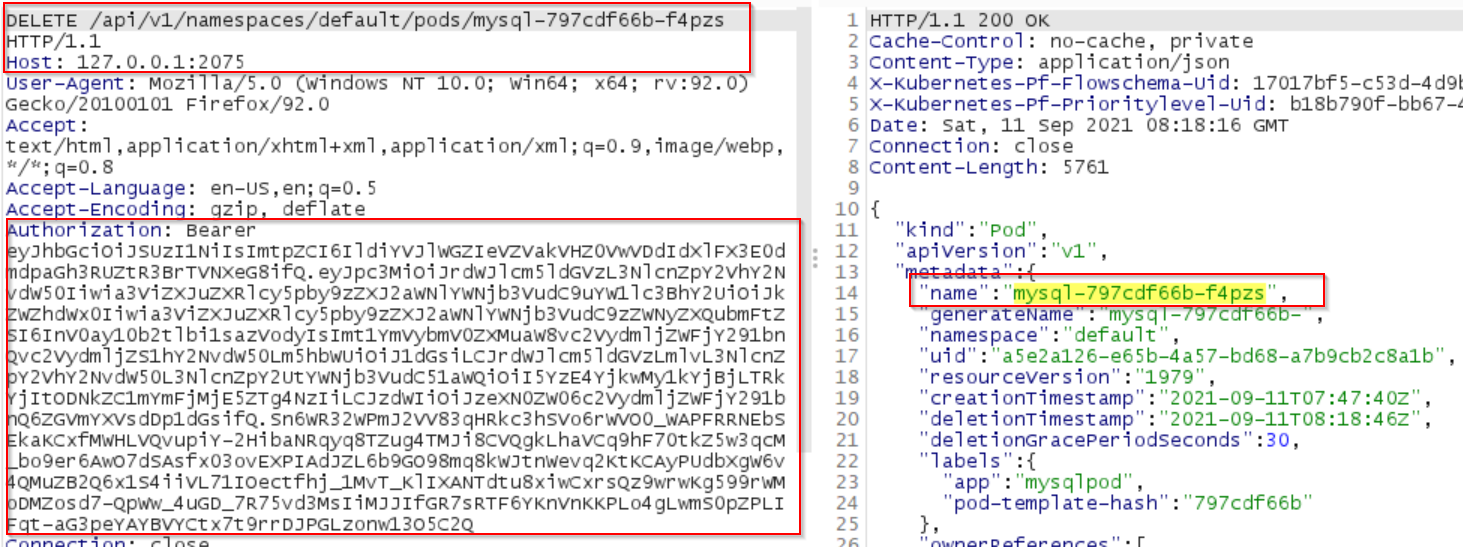 DELETE /api/v1/namespaces/default/pods/mysql-797cdf66b-f4pzs
HTTP/1.1
Host: 127.0.0.1:2075
User-Agent: Mozilla/5.0 (Windows NT 10.0; Win64; x64; rv:92.0)
Gecko/20100101 Firefox/92.0
Accept:
text/html,application/xhtml+xml,application/xml;q=0.9,image/webp,
*/*;q=0.8
Accept-Language: en-US,en;q=0.5
Accept-Encoding: gzip, deflate
Authorization: Bearer
eyJhbGciOiJSUzI1NiIsImtpZCI6IldiYVJlWGZIeVZVakVHZ0VwVDdIdXlFX3E0d
mdpaGh3RUZtR3BrTVNXeG8ifQ.eyJpc3MiOiJrdWJlcm5ldGVzL3NlcnZpY2VhY2N
vdW50Iiwia3ViZXJuZXRlcy5pby9zZXJ2aWNlYWNjb3VudC9uYW1lc3BhY2UiOiJk
ZWZhdWx0Iiwia3ViZXJuZXRlcy5pby9zZXJ2aWNlYWNjb3VudC9zZWNyZXQubmFtZ
SI6InV0ay10b2tlbi1sazVodyIsImt1YmVybmV0ZXMuaW8vc2VydmljZWFjY291bn
Qvc2VydmljZS1hY2NvdW50Lm5hbWUiOiJ1dGsiLCJrdWJlcm5ldGVzLmlvL3NlcnZ
pY2VhY2NvdW50L3NlcnZpY2UtYWNjb3VudC51aWQiOiI5YzE4YjkwMy1kYjBjLTRk
YjItODNkZC1mYmFjMjE5ZTg4NzIiLCJzdWIiOiJzeXN0ZW06c2VydmljZWFjY291b
nQ6ZGVmYXVsdDp1dGsifQ.Sn6WR32WPmJ2VV83qHRkc3hSVo6rWVO0_WAPFRRNEbS
EkaKCxfMWHLVQvupiY-2HibaNRqyq8TZug4TMJi8CVQgkLhaVCq9hF70tkZ5w3qcM
_bo9er6AwO7dSAsfx03ovEXPIAdJZL6b9GO98mq8kWJtnWevq2KtKCAyPUdbXgW6v
4QMuZB2Q6x1S4iiVL71IOectfhj_1MvT_KlIXANTdtu8xiwCxrsQz9wrwKg599rWM
oDMZosd7-QpWw_4uGD_7R75vd3MsIiMJJIfGR7sRTF6YKnVnKKPLo4gLwmS0pZPLI
Fqt-aG3peYAYBVYCtx7t9rrDJPGLzonw13O5C2Q
Connection: close
1 HTTP/1.1 200 OK
2 Cache-Control: no-cache, private
3 Content-Type: application/json
4 X-Kubernetes-Pf-Flowschema-Uid: 17017bf5-c53d-4d9b
5 X-Kubernetes-Pf-Prioritylevel-Uid: b18b790f-bb67-4
6 Date: Sat, 11 Sep 2021 08:18:16 GMT
7 Connection: close
8 Content-Length: 5761
9
10 {
11 "kind":"Pod",
12 "apiVersion":"v1",
13 "metadata":{
14 "name":"mysql-797cdf66b-f4pzs",
15 "generateName":"mysql-797cdf66b-",
16 "namespace":"default",
17 "uid":"a5e2a126-e65b-4a57-bd68-a7b9cb2c8a1b",
18 "resourceVersion":"1979",
19 "creationTimestamp":"2021-09-11T07:47:40Z",
20 "deletionTimestamp":"2021-09-11T08:18:46Z",
21 "deletionGracePeriodSeconds":30,
22 "labels":{
23 "app":"mysqlpod",
24 "pod-template-hash":"797cdf66b"
25 },
26 "ownerReferences":[